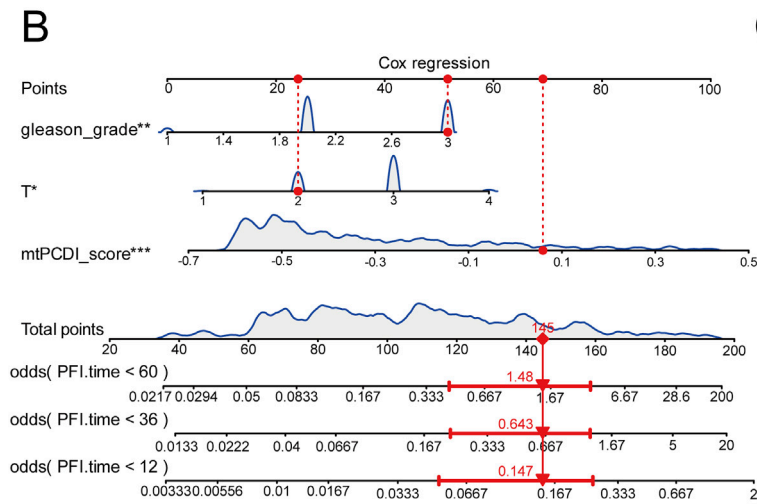 B
Cox regression
Points
0 20 40 60 80 100
gleason_grade**
1 1.4 1.8 2.2 2.6 3
T*
1 2 3 4
mtPCDI_score***
-0.7 -0.5 -0.3 -0.1 0.1 0.3 0.5
Total points
145
20 40 60 80 100 120 140 160 180 200
odds( PFI.time < 60 )
1.48
0.0217 0.0294 0.05 0.0833 0.167 0.333 0.667 1.67 6.67 28.6 200
odds( PFI.time < 36 )
0.643
0.0133 0.0222 0.04 0.0667 0.167 0.333 0.667 1.67 5 20
odds( PFI.time < 12 )
0.147
0.00333 0.00556 0.01 0.0167 0.0333 0.0667 0.167 0.333 0.667 2